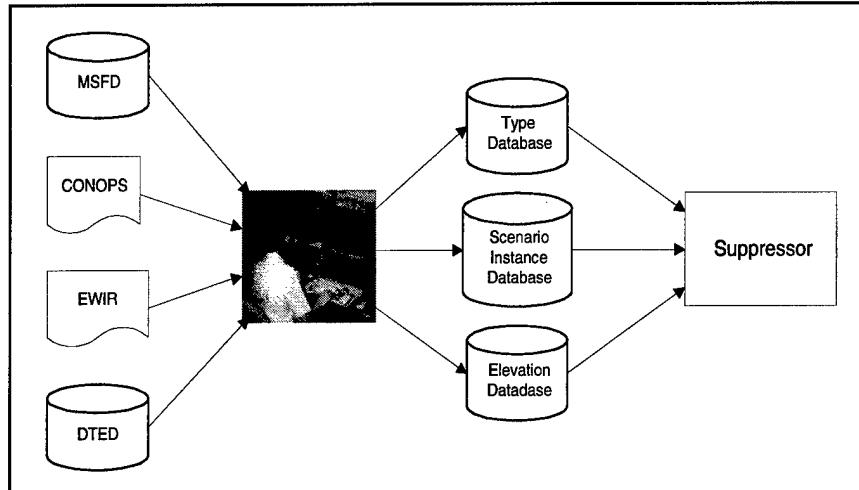 MSFD
CONOPS
EWIR
DTED
Type
Database
Scenario
Instance
Database
Elevation
Datadase
Suppressor